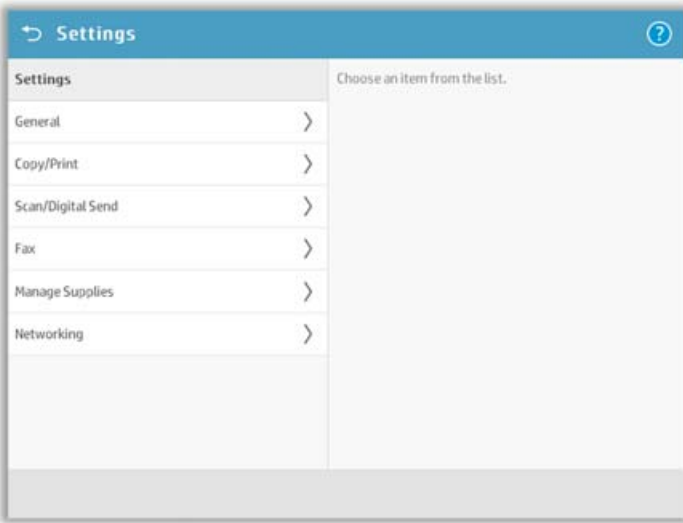 Settings
?
Settings
Choose an item from the list.
General
Copy/Print
Scan/Digital Send
Fax
Manage Supplies
Networking